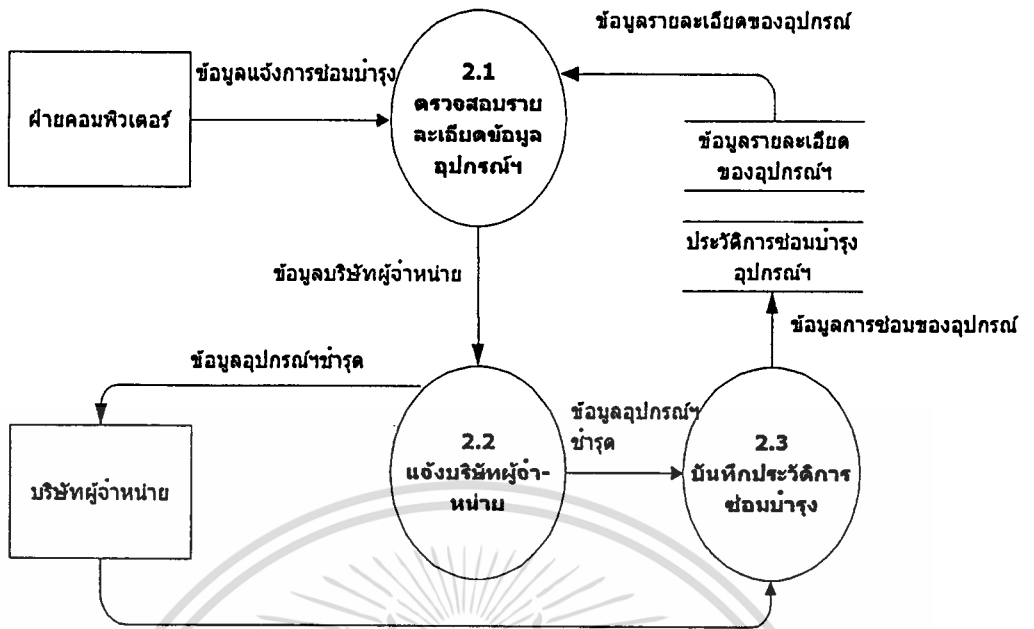 ข้อมูลรายละเอียดของอุปกรณ์
ข้อมูลแจ้งการซ่อมบำรุง
ฝ่ายคอมพิวเตอร์
2.1
ตรวจสอบราย
ละเอียดข้อมูล
อุปกรณ์ฯ
ข้อมูลรายละเอียด
ของอุปกรณ์ฯ
ประวัติการซ่อมบำรุง
อุปกรณ์ฯ
ข้อมูลบริษัทผู้จำหน่าย
ข้อมูลการซ่อมของอุปกรณ์
ข้อมูลอุปกรณ์ฯชำรุด
บริษัทผู้จำหน่าย
2.2
แจ้งบริษัทผู้จำ-
หน่าย
ข้อมูลอุปกรณ์ฯ
ชำรุด
2.3
บันทึกประวัติการ
ซ่อมบำรุง